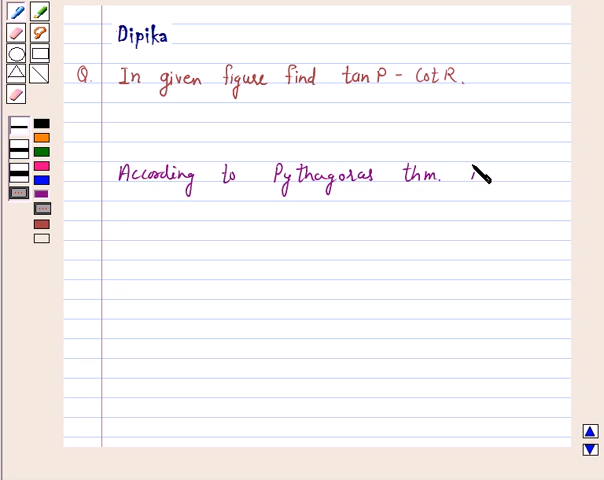 Dipika
Q. In given figure find tan P - Cot R.
According to Pythagoras thm.